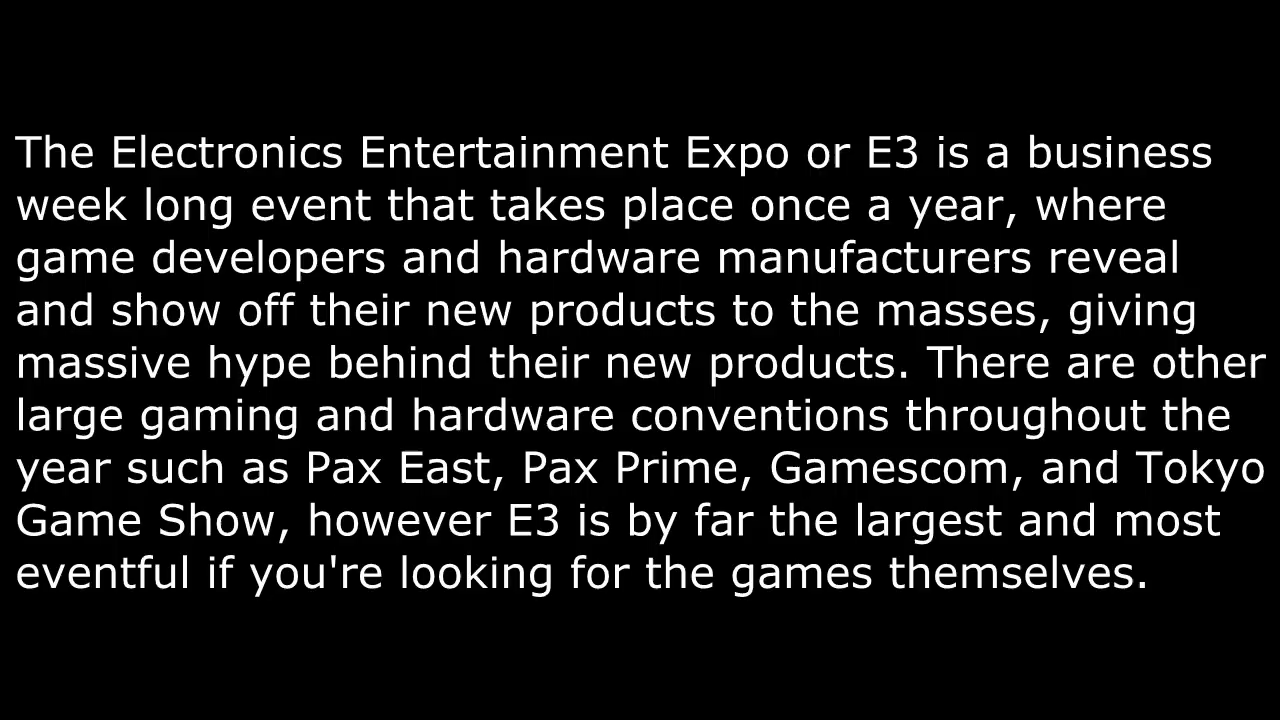 The Electronics Entertainment Expo or E3 is a business
week long event that takes place once a year, where
game developers and hardware manufacturers reveal
and show off their new products to the masses, giving
massive hype behind their new products. There are other
large gaming and hardware conventions throughout the
year such as Pax East, Pax Prime, Gamescom, and Tokyo
Game Show, however E3 is by far the largest and most
eventful if you're looking for the games themselves.